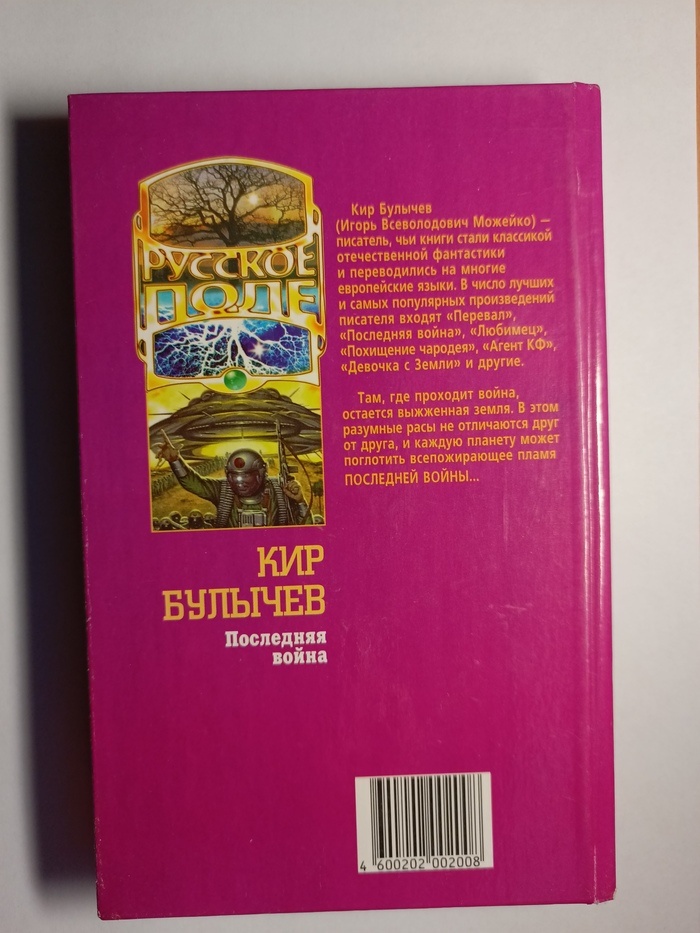 РУССКОЕ
ПОЛЕ
КИР
БУЛЫЧЕВ
Последняя
война
Кир Булычев
(Игорь Всеволодович Можейко) —
писатель, чьи книги стали классикой
отечественной фантастики
и переводились на многие
европейские языки. В число лучших
и самых популярных произведений
писателя входят «Перевал»,
«Последняя война», «Любимец»,
«Похищение чародея», «Агент КФ»,
«Девочка с Земли» и другие.
Там, где проходит война,
остается выжженная земля. В этом
разумные расы не отличаются друг
от друга, и каждую планету может
поглотить всепожирающее пламя
ПОСЛЕДНЕЙ ВОЙНЫ...
4 600202 002008